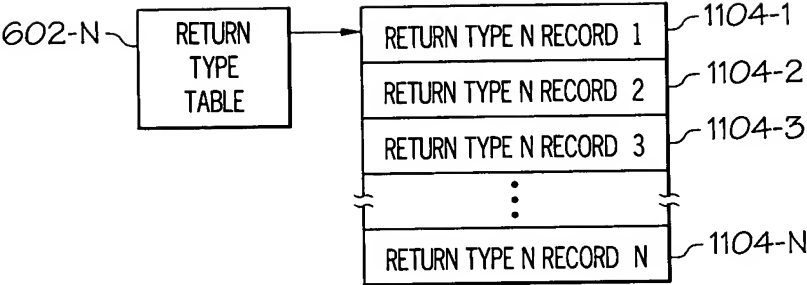 602-N
RETURN
TYPE
TABLE
RETURN TYPE N RECORD 1
1104-1
RETURN TYPE N RECORD 2
1104-2
RETURN TYPE N RECORD 3
1104-3
RETURN TYPE N RECORD N
1104-N